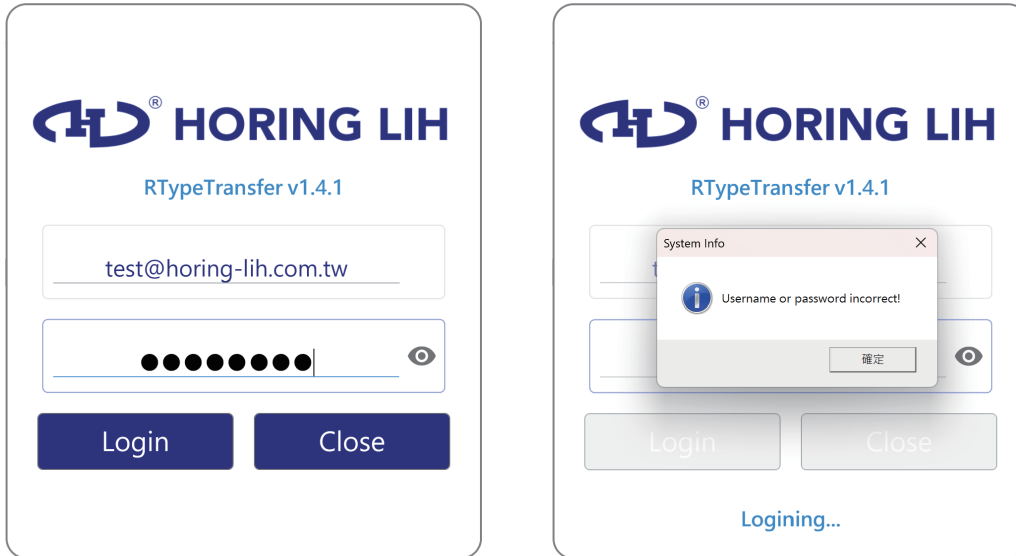 HORING LIH
RTypeTransfer v1.4.1
test@horing-lih.com.tw
Login
Close
HORING LIH
RTypeTransfer v1.4.1
System Info
Username or password incorrect!
確定
Login
Close
Logining...